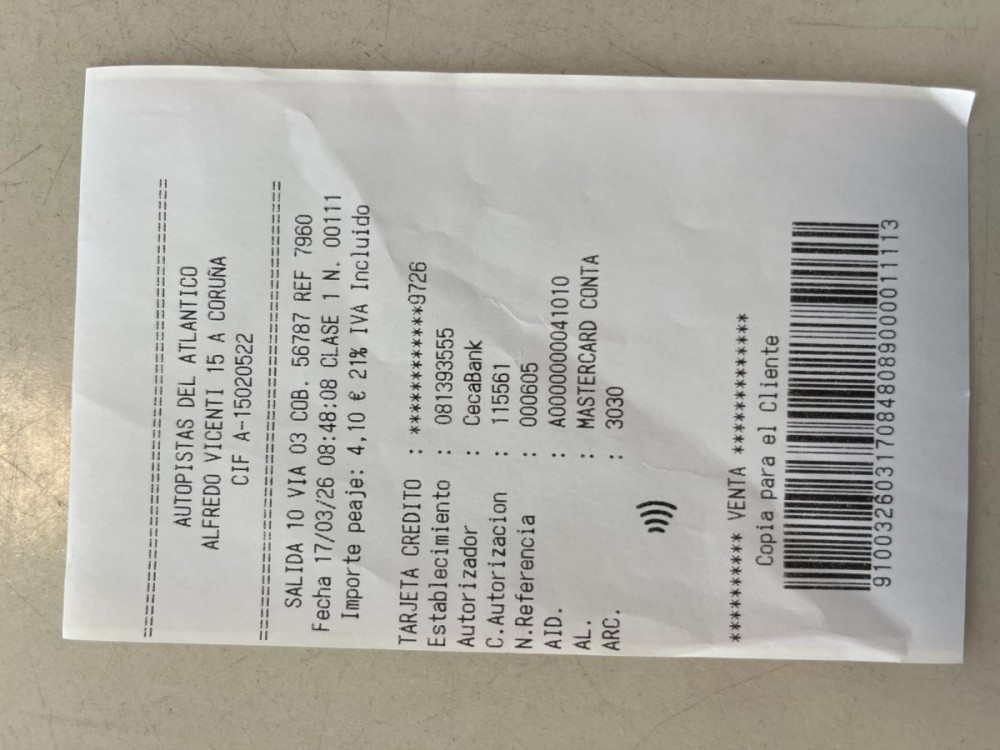 ==========================================
AUTOPISTAS DEL ATLANTICO
ALFREDO VICENTI 15 A CORUÑA
CIF A-15020522
==========================================
SALIDA 10 VIA 03 COB. 56787 REF 7960
Fecha 17/03/26 08:48:08 CLASE 1 N. 00111
Importe peaje: 4,10 € 21% IVA Incluido
TARJETA CREDITO : ************9726
Establecimiento : 081393555
Autorizador : CecaBank
C.Autorizacion : 115561
N.Referencia : 000605
AID. : A0000000041010
AL. : MASTERCARD CONTA
ARC. : 3030
********** VENTA ************
Copia para el Cliente
9100326031708480890000111113